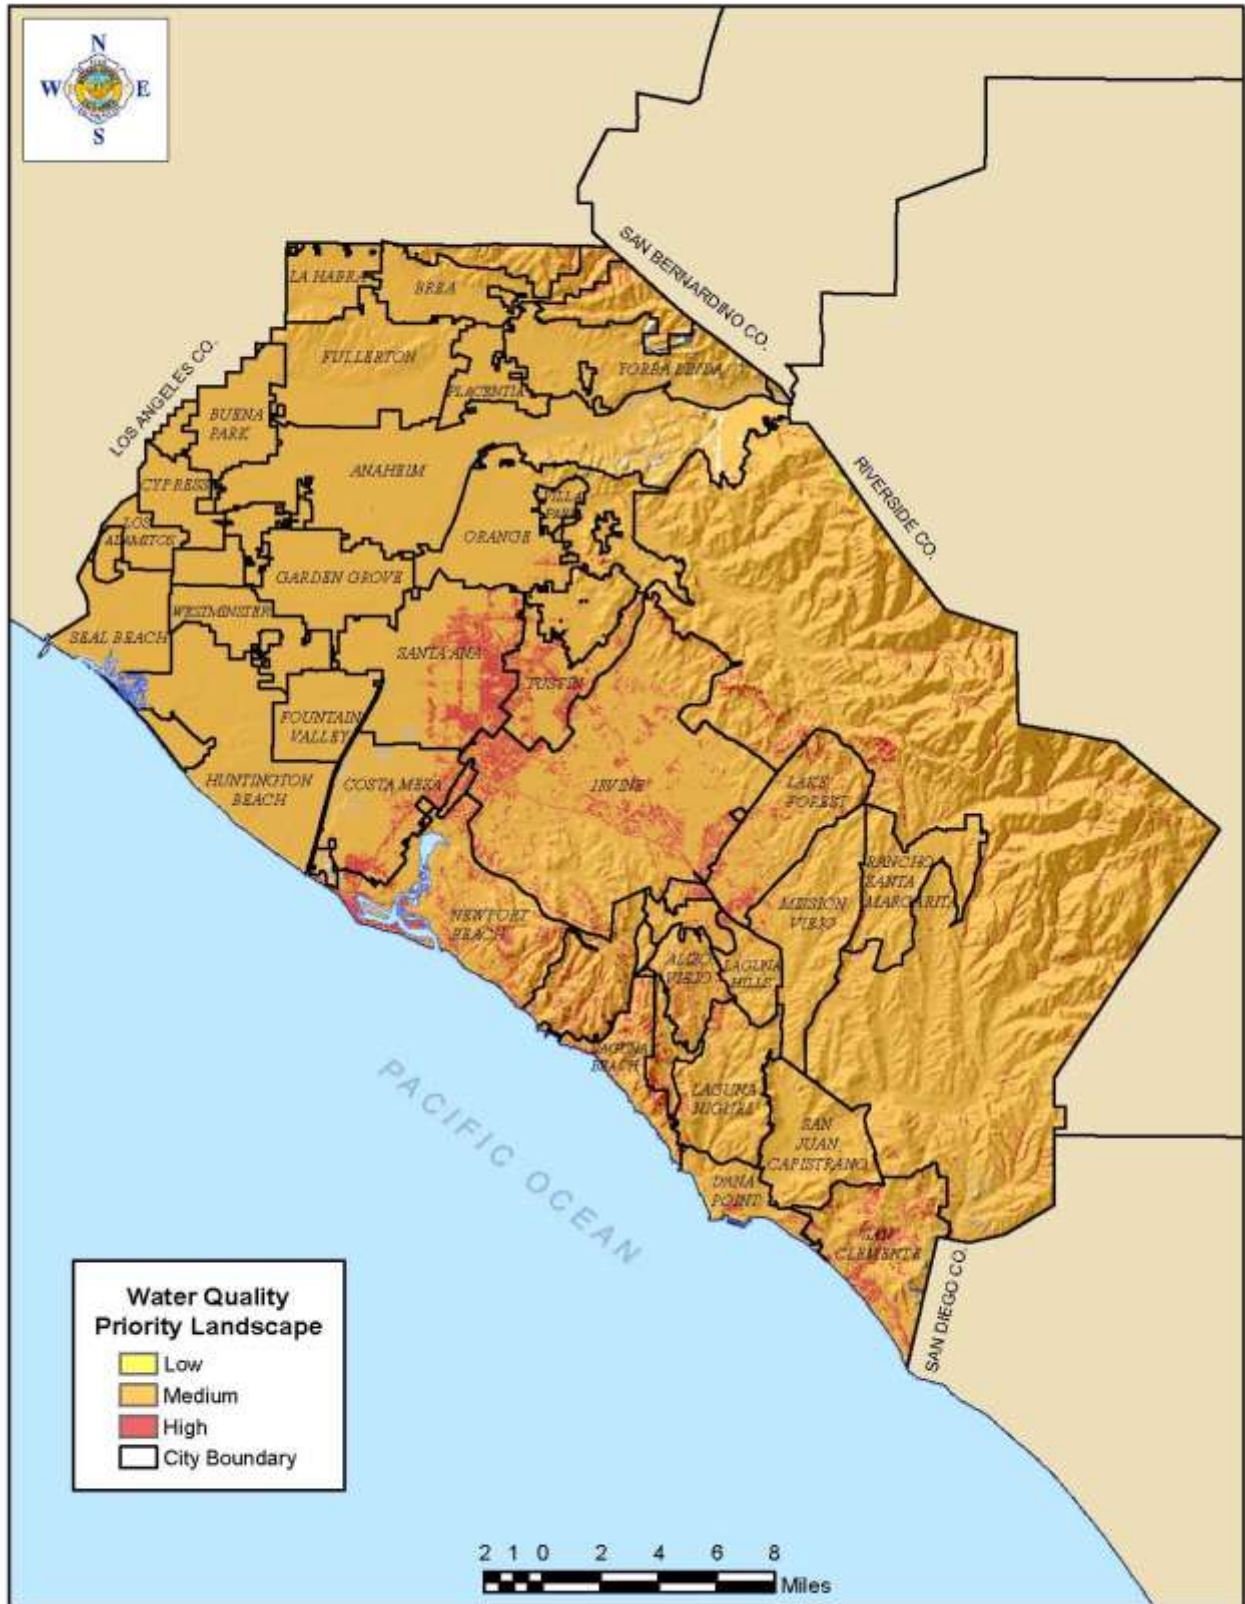 N
W E
S
SAN BERNARDINO CO.
LA HABRA
BREA
LOS ANGELES CO.
FULLERTON
YORBA LINDA
PLACENTIA
BUENA
PARK
RIVERSIDE CO.
ANAHEIM
CYPRESS
VILLA
PARK
LOS
ALAMITOS
ORANGE
GARDEN GROVE
WESTMINSTER
SEAL BEACH
SANTA ANA
TUSTIN
FOUNTAIN
VALLEY
HUNTINGTON
BEACH
COSTA MESA
IRVINE
LAKE
FOREST
RANCHO
SANTA
MARGARITA
MISSION
VIEJO
NEWPORT
BEACH
ALISO
VIEJO
LAGUNA
HILLS
LAGUNA
BEACH
LAGUNA
NIGUEL
SAN
JUAN
CAPISTRANO
DANA
POINT
SAN
CLEMENTE
PACIFIC OCEAN
SAN DIEGO CO.
Water Quality
Priority Landscape
Low
Medium
High
City Boundary
2 1 0 2 4 6 8
Miles